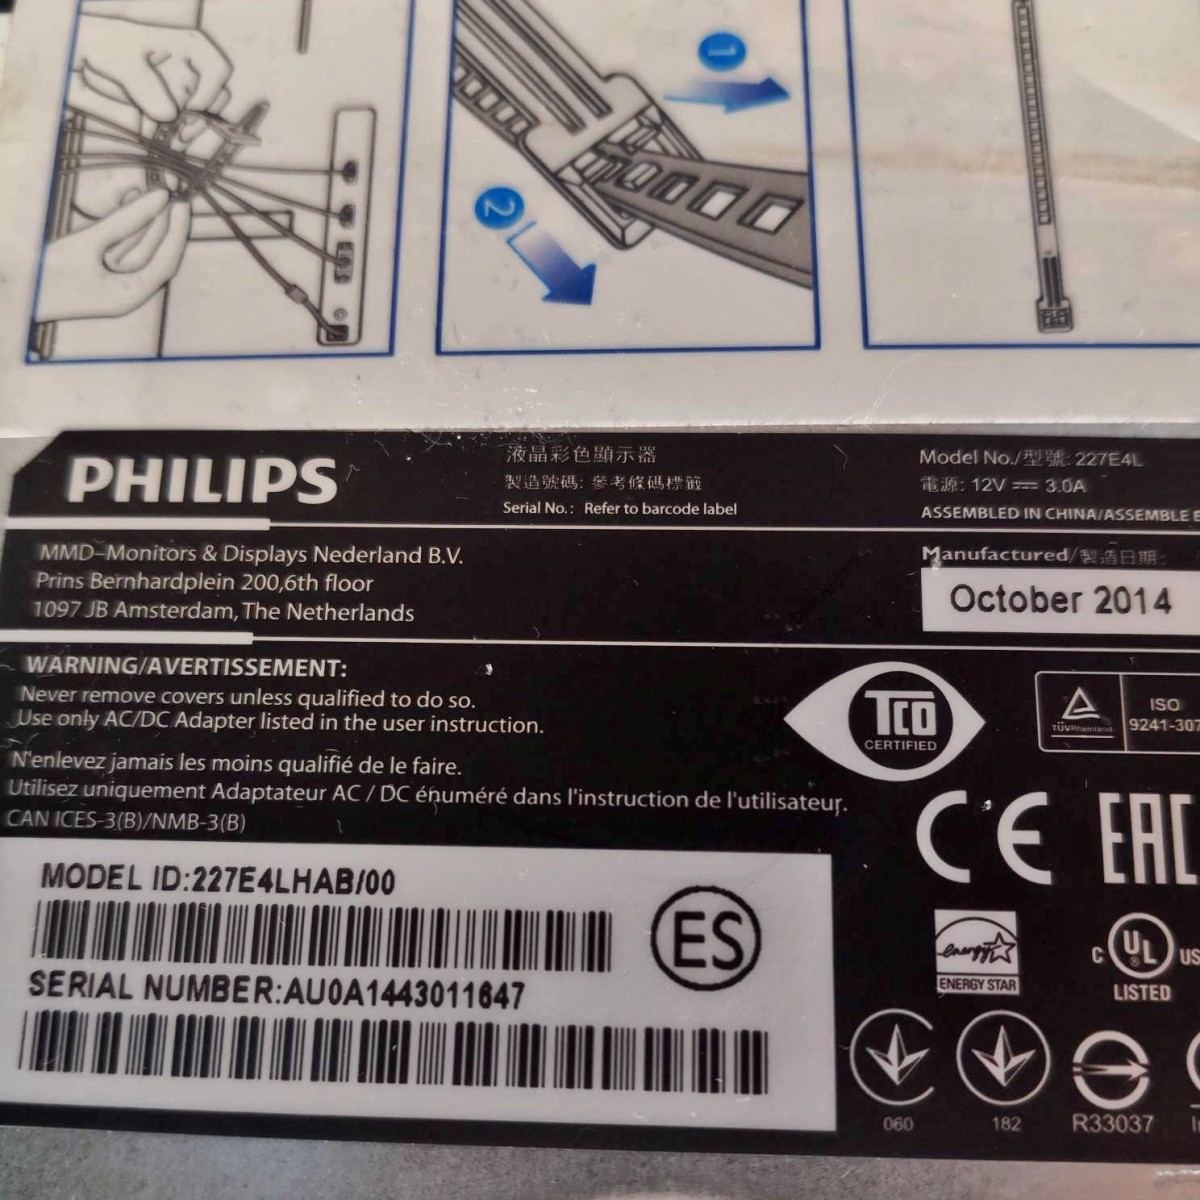 1
2
PHILIPS
液晶彩色顯示器
製造號碼: 參考條碼標籤
Serial No.: Refer to barcode label
Model No./型號: 227E4L
電源: 12V ⎓ 3.0A
ASSEMBLED IN CHINA/ASSEMBLE
MMD–Monitors & Displays Nederland B.V.
Prins Bernhardplein 200,6th floor
1097 JB Amsterdam, The Netherlands
Manufactured/製造日期:
October 2014
WARNING/AVERTISSEMENT:
Never remove covers unless qualified to do so.
Use only AC/DC Adapter listed in the user instruction.
N'enlevez jamais les moins qualifié de le faire.
Utilisez uniquement Adaptateur AC / DC énuméré dans l'instruction de l'utilisateur.
CAN ICES-3(B)/NMB-3(B)
TCO
CERTIFIED
TÜVRheinland
ISO
9241-307
CE
EAC
MODEL ID:227E4LHAB/00
ES
SERIAL NUMBER:AU0A1443011647
energy
ENERGY STAR
C UL US
LISTED
060
182
R33037